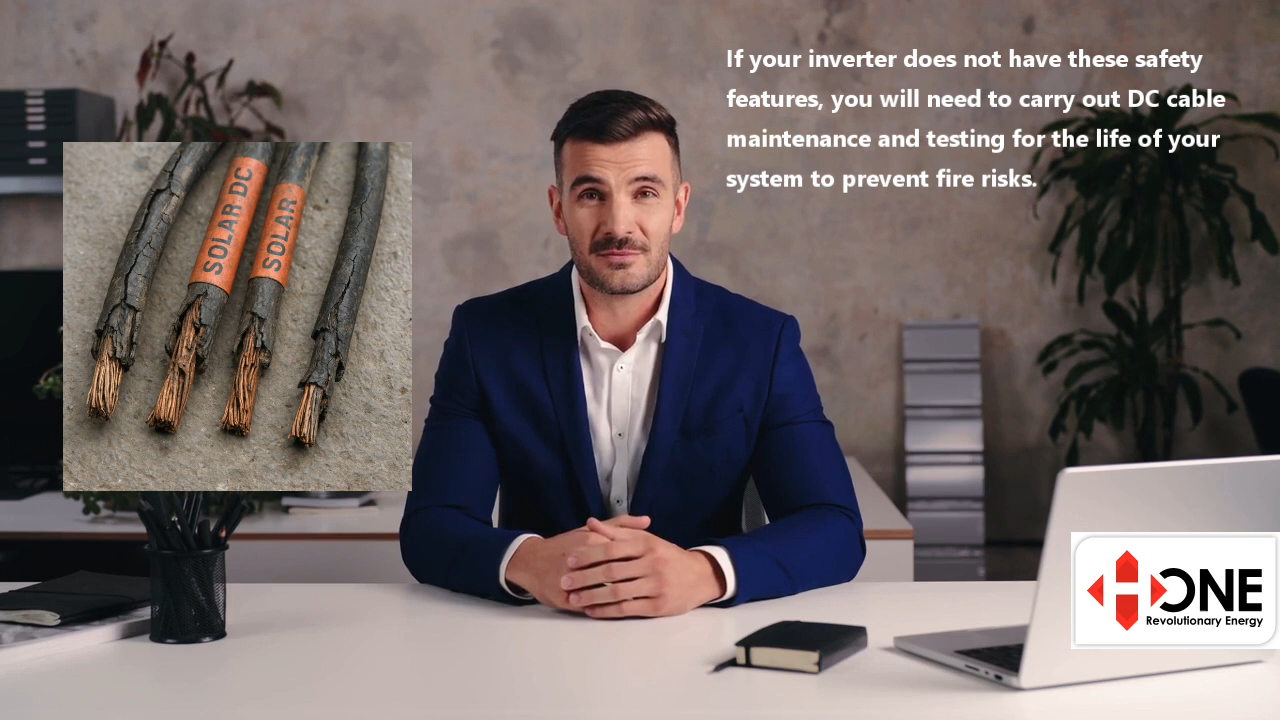 If your inverter does not have these safety
features, you will need to carry out DC cable
maintenance and testing for the life of your
system to prevent fire risks.
SOLAR DC
SOLAR
HONE
Revolutionary Energy